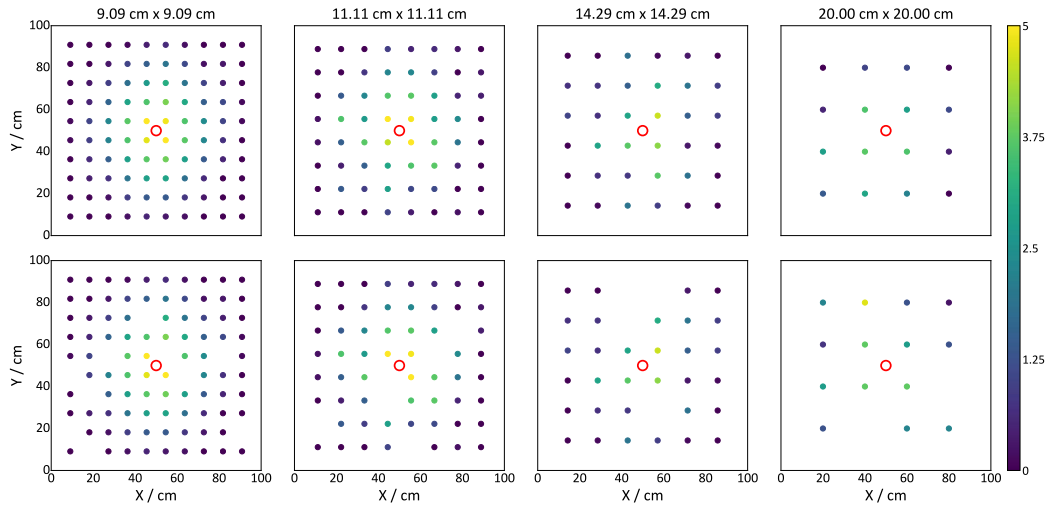 9.09 cm x 9.09 cm
11.11 cm x 11.11 cm
14.29 cm x 14.29 cm
20.00 cm x 20.00 cm
100
80
60
40
20
0
Y / cm
100
80
60
40
20
0
Y / cm
0 20 40 60 80 100
X / cm
0 20 40 60 80 100
X / cm
0 20 40 60 80 100
X / cm
0 20 40 60 80 100
X / cm
5
3.75
2.5
1.25
0